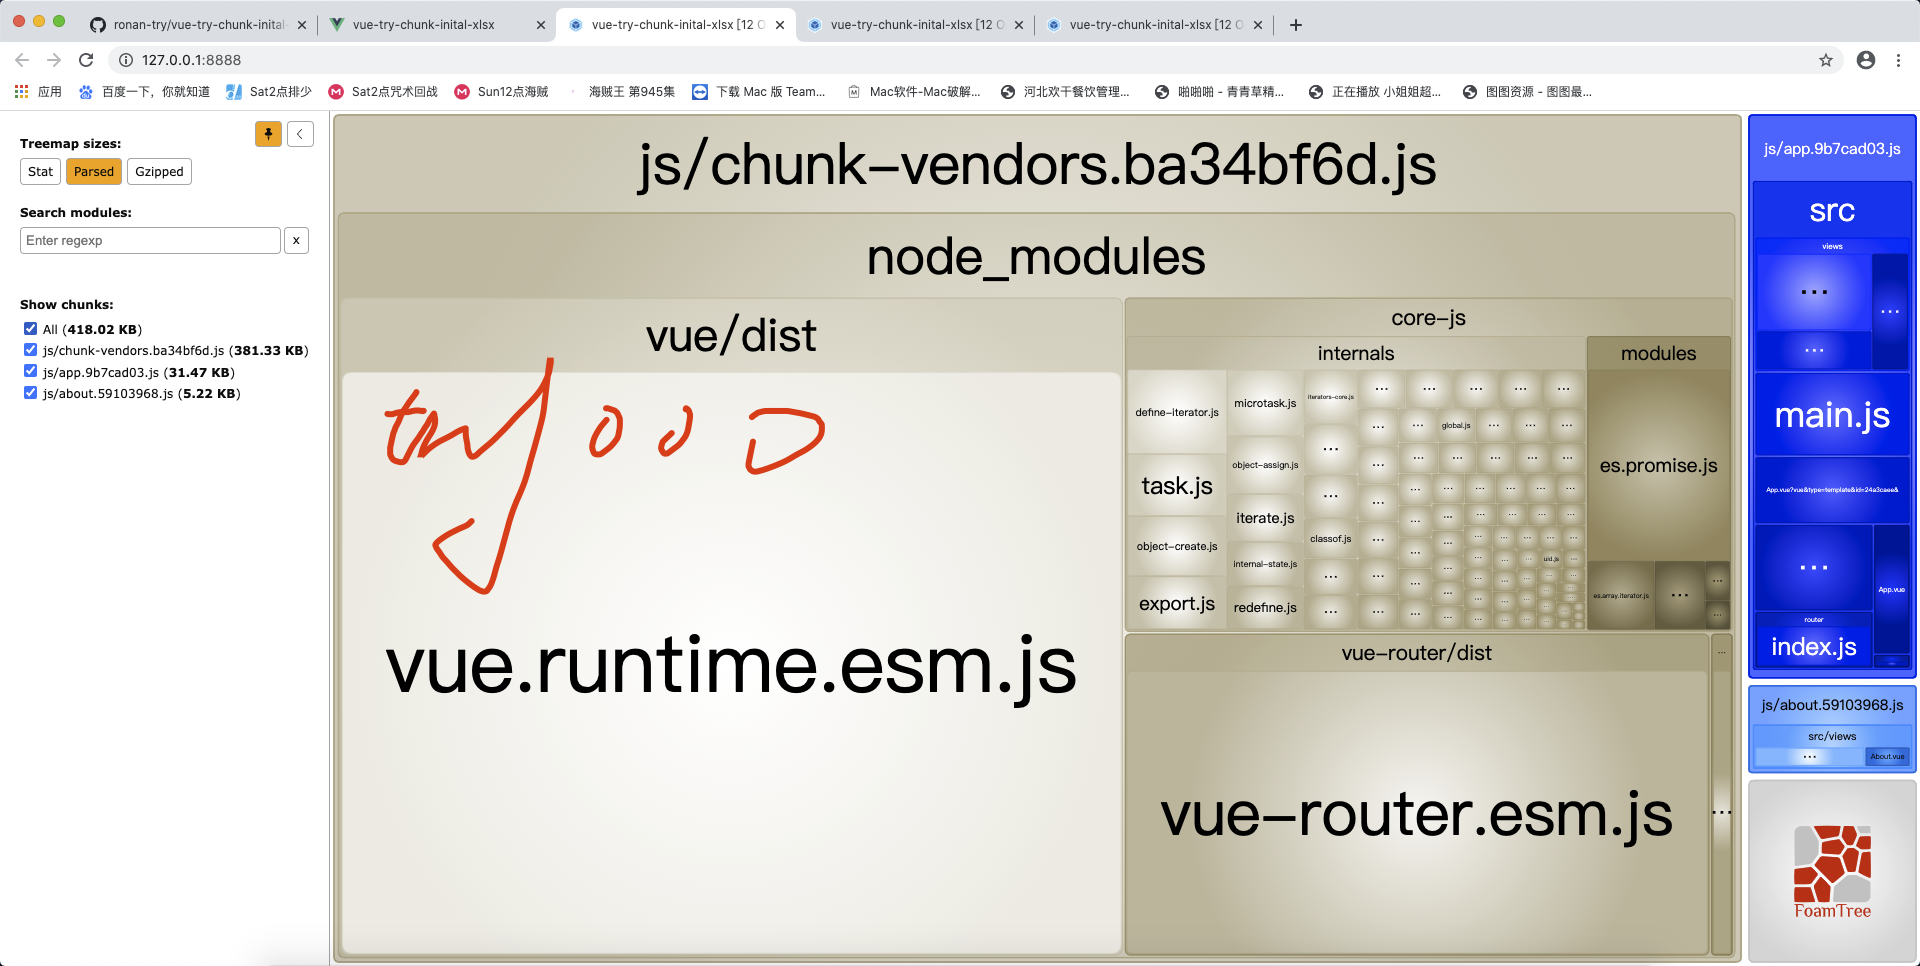 ronan-try/vue-try-chunk-inital-
vue-try-chunk-inital-xlsx
vue-try-chunk-inital-xlsx [12 O
vue-try-chunk-inital-xlsx [12 O
vue-try-chunk-inital-xlsx [12 O
127.0.0.1:8888
应用
百度一下，你就知道
Sat2点排少
Sat2点咒术回战
Sun12点海贼
海贼王 第945集
下载 Mac 版 Team...
Mac软件-Mac破解...
河北欢干餐饮管理...
啪啪啪 - 青青草精...
正在播放 小姐姐超...
图图资源 - 图图最...
Treemap sizes:
Stat
Parsed
Gzipped
Search modules:
Enter regexp
x
Show chunks:
All (418.02 KB)
js/chunk-vendors.ba34bf6d.js (381.33 KB)
js/app.9b7cad03.js (31.47 KB)
js/about.59103968.js (5.22 KB)
js/chunk-vendors.ba34bf6d.js
node_modules
vue/dist
try
vue.runtime.esm.js
core-js
internals
define-iterator.js
task.js
object-create.js
export.js
microtask.js
object-assign.js
iterate.js
internal-state.js
redefine.js
iterators-core.js
classof.js
global.js
uid.js
modules
es.promise.js
es.array.iterator.js
vue-router/dist
vue-router.esm.js
js/app.9b7cad03.js
src
views
main.js
App.vue?vue&type=template&id=24a3caee&
App.vue
router
index.js
js/about.59103968.js
src/views
About.vue
FoamTree